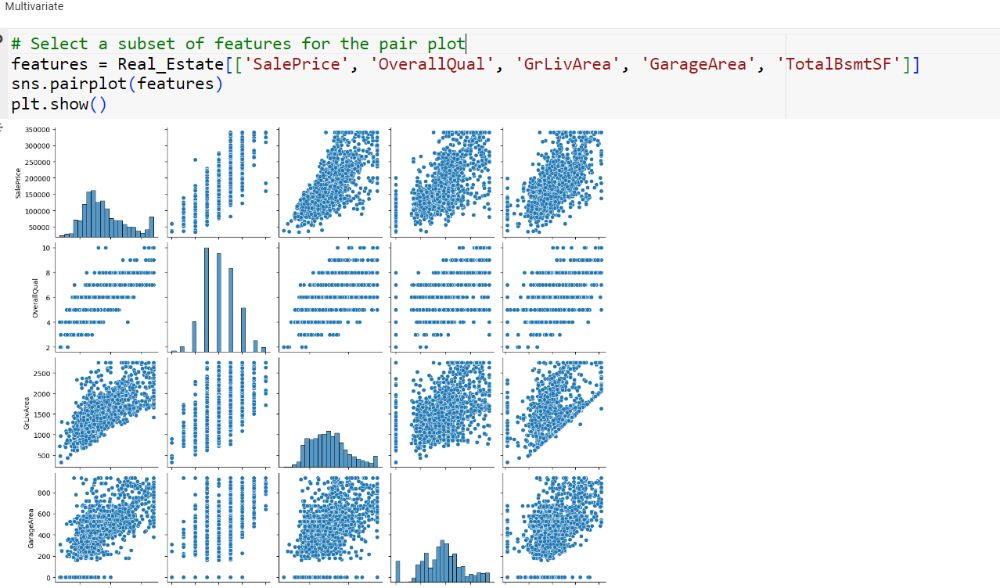 Multivariate
# Select a subset of features for the pair plot
features = Real_Estate[['SalePrice', 'OverallQual', 'GrLivArea', 'GarageArea', 'TotalBsmtSF']]
sns.pairplot(features)
plt.show()
350000
300000
250000
200000
150000
100000
50000
SalePrice
10
8
6
4
2
OverallQual
2500
2000
1500
1000
500
GrLivArea
800
600
400
200
0
GarageArea